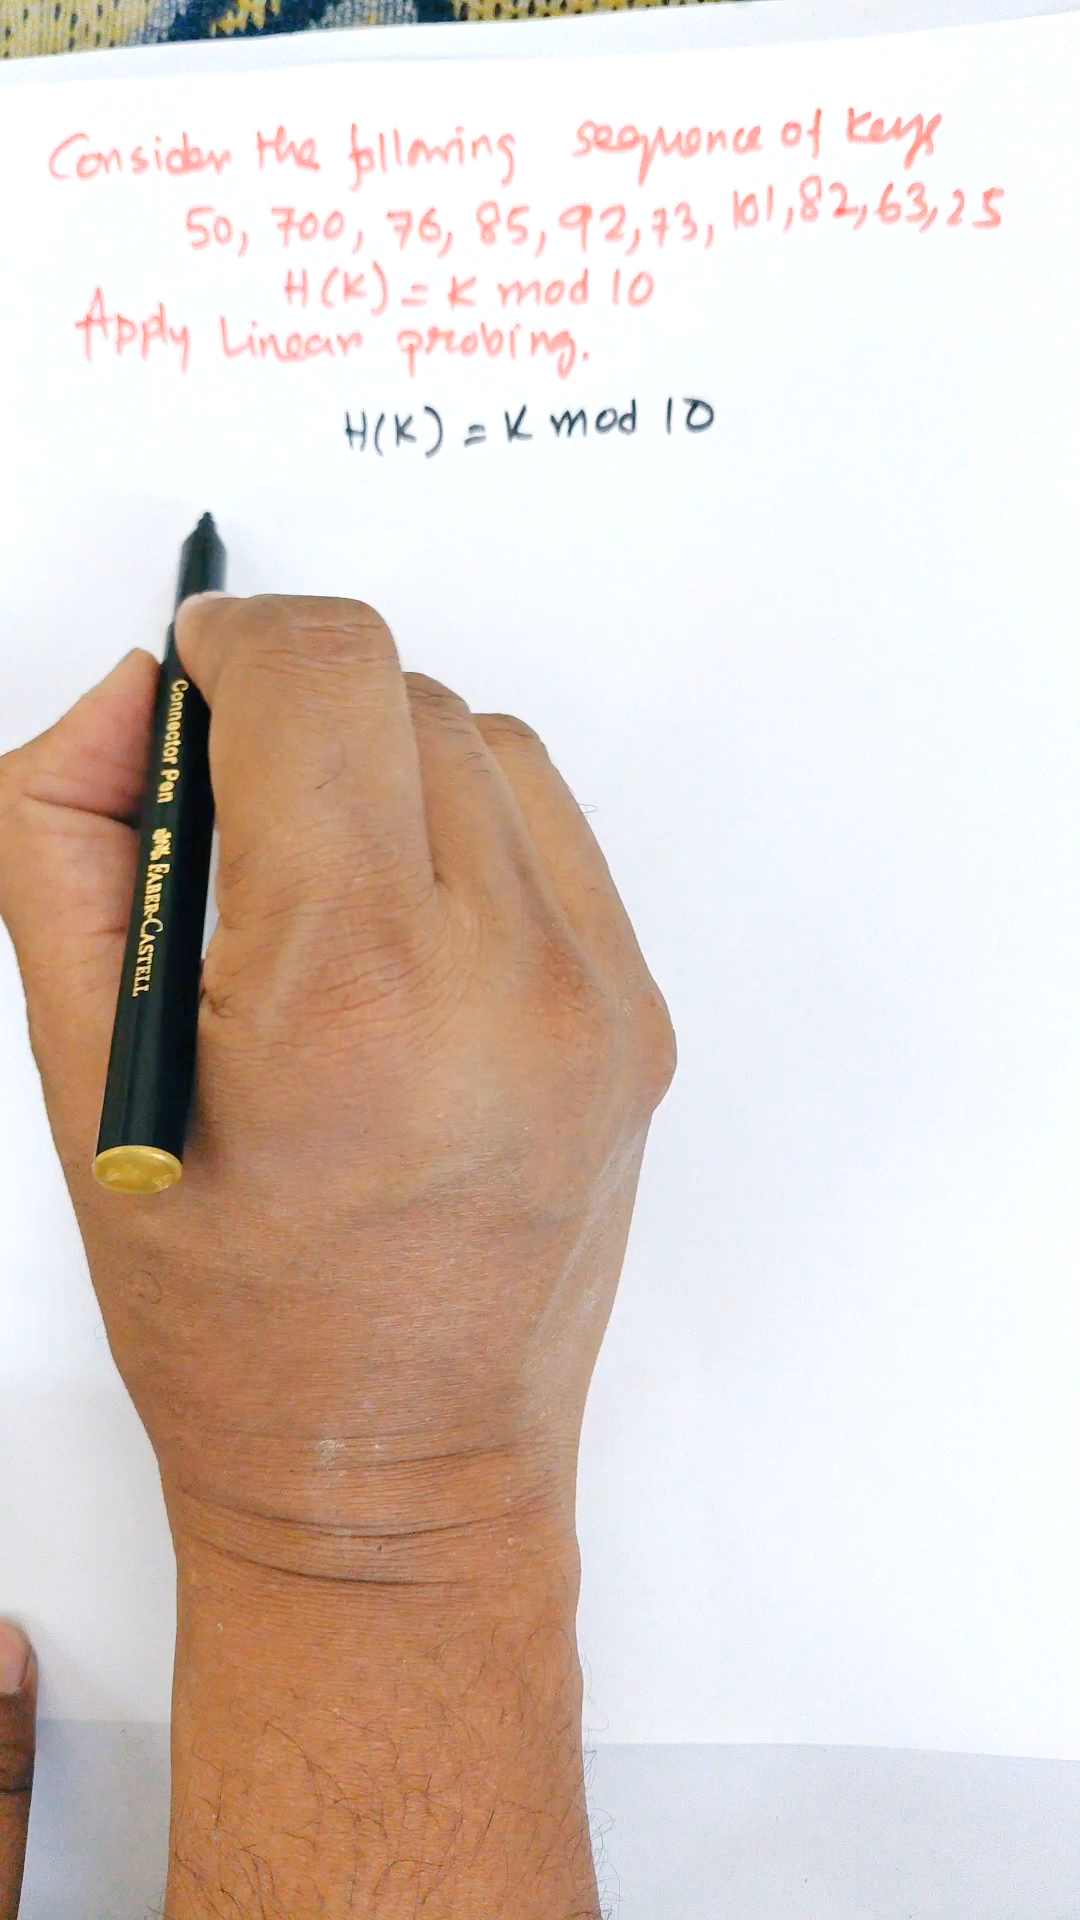 Consider the following sequence of keys
50, 700, 76, 85, 92, 73, 101, 82, 63, 25
H(K) = K mod 10
Apply Linear probing.
H(K) = K mod 10
Connector Pen FABER-CASTELL